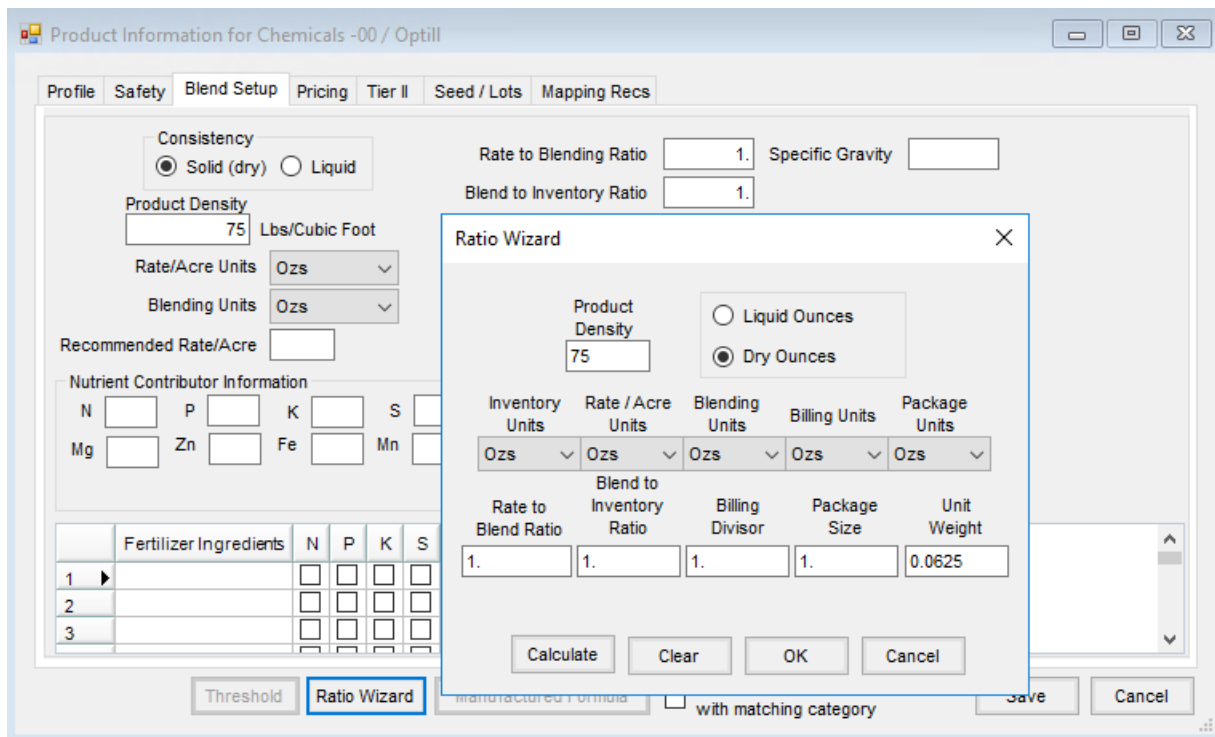 Product Information for Chemicals -00 / Optill
Profile Safety Blend Setup Pricing Tier II Seed / Lots Mapping Recs
Consistency
Solid (dry) Liquid
Rate to Blending Ratio 1. Specific Gravity
Blend to Inventory Ratio 1.
Product Density
75 Lbs/Cubic Foot
Rate/Acre Units Ozs
Blending Units Ozs
Recommended Rate/Acre
Nutrient Contributor Information
N P K S
Mg Zn Fe Mn
Fertilizer Ingredients N P K S
1
2
3
Ratio Wizard
Product
Density
75
Liquid Ounces
Dry Ounces
Inventory
Units
Rate / Acre
Units
Blending
Units
Billing Units
Package
Units
Ozs Ozs Ozs Ozs Ozs
Rate to
Blend Ratio
Blend to
Inventory
Ratio
Billing
Divisor
Package
Size
Unit
Weight
1. 1. 1. 1. 0.0625
Calculate Clear OK Cancel
Threshold Ratio Wizard Manufactured Formula
with matching category
Save Cancel